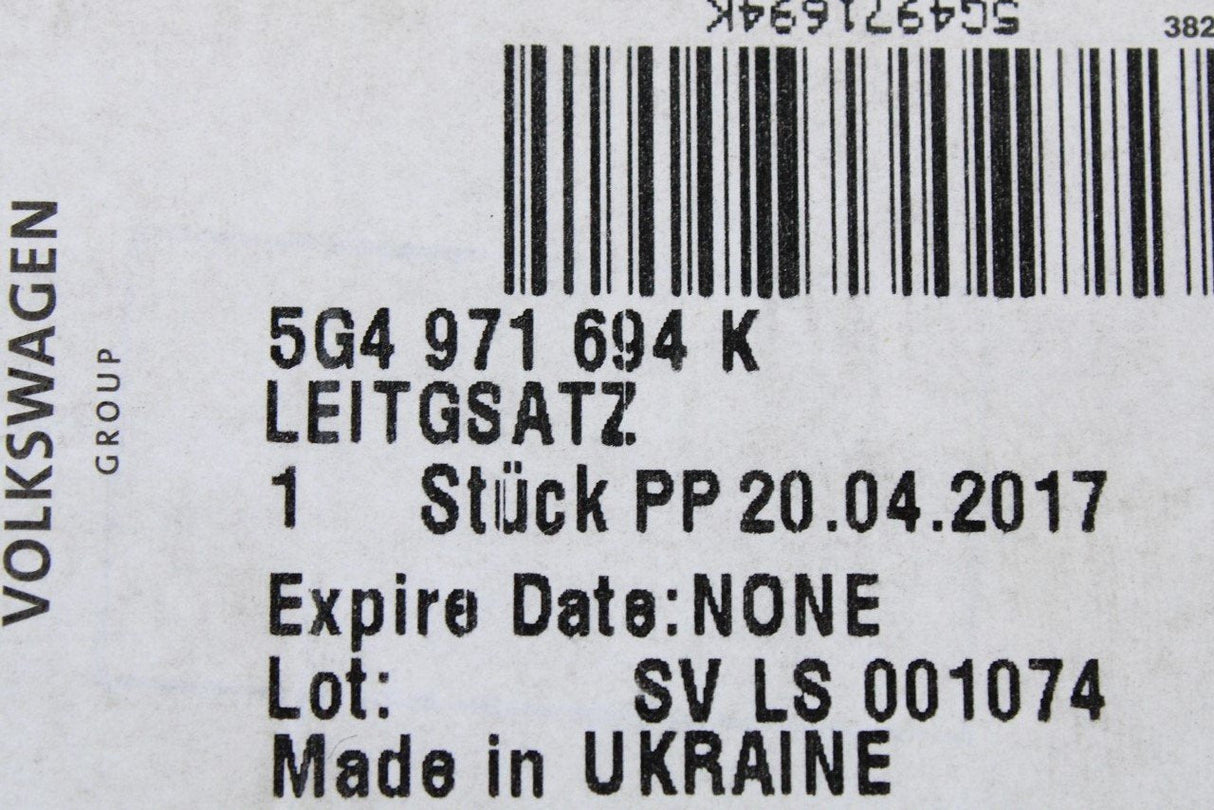 5G4971694K
382
VOLKSWAGEN
GROUP
5G4 971 694 K
LEITGSATZ
1 Stück PP 20.04.2017
Expire Date:NONE
Lot: SV LS 001074
Made in UKRAINE